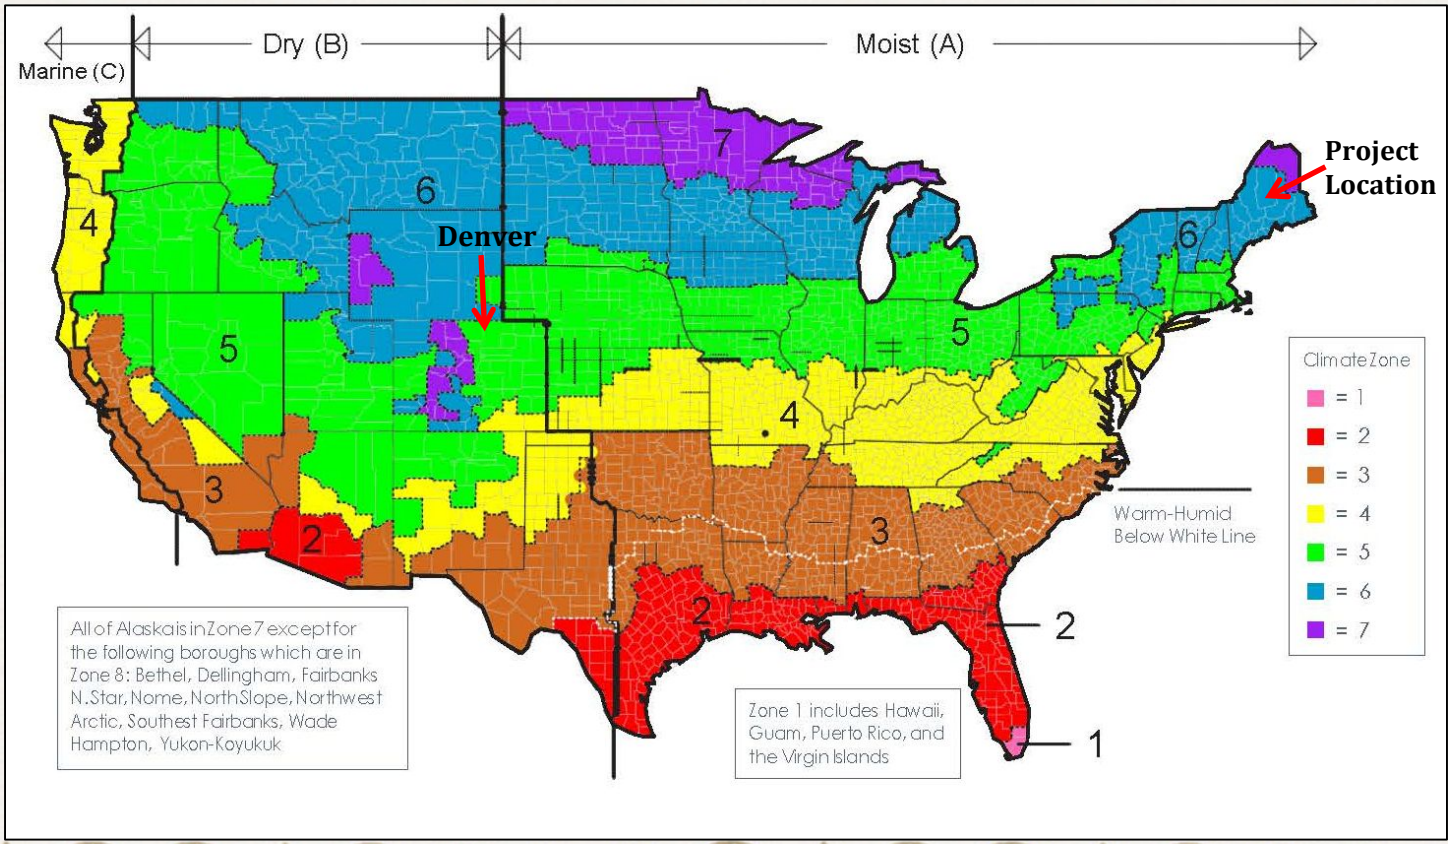 Dry (B)
Moist (A)
Marine (C)
7
Project
Location
6
4
6
Denver
5
5
Climate Zone
= 1
= 2
= 3
= 4
= 5
= 6
= 7
4
3
3
Warm-Humid
Below White Line
2
2
2
1
All of Alaska is in Zone 7 except for
the following boroughs which are in
Zone 8: Bethel, Dellingham, Fairbanks
N.Star, Nome, North Slope, Northwest
Arctic, Southest Fairbanks, Wade
Hampton, Yukon-Koyukuk
Zone 1 includes Hawaii,
Guam, Puerto Rico, and
the Virgin Islands